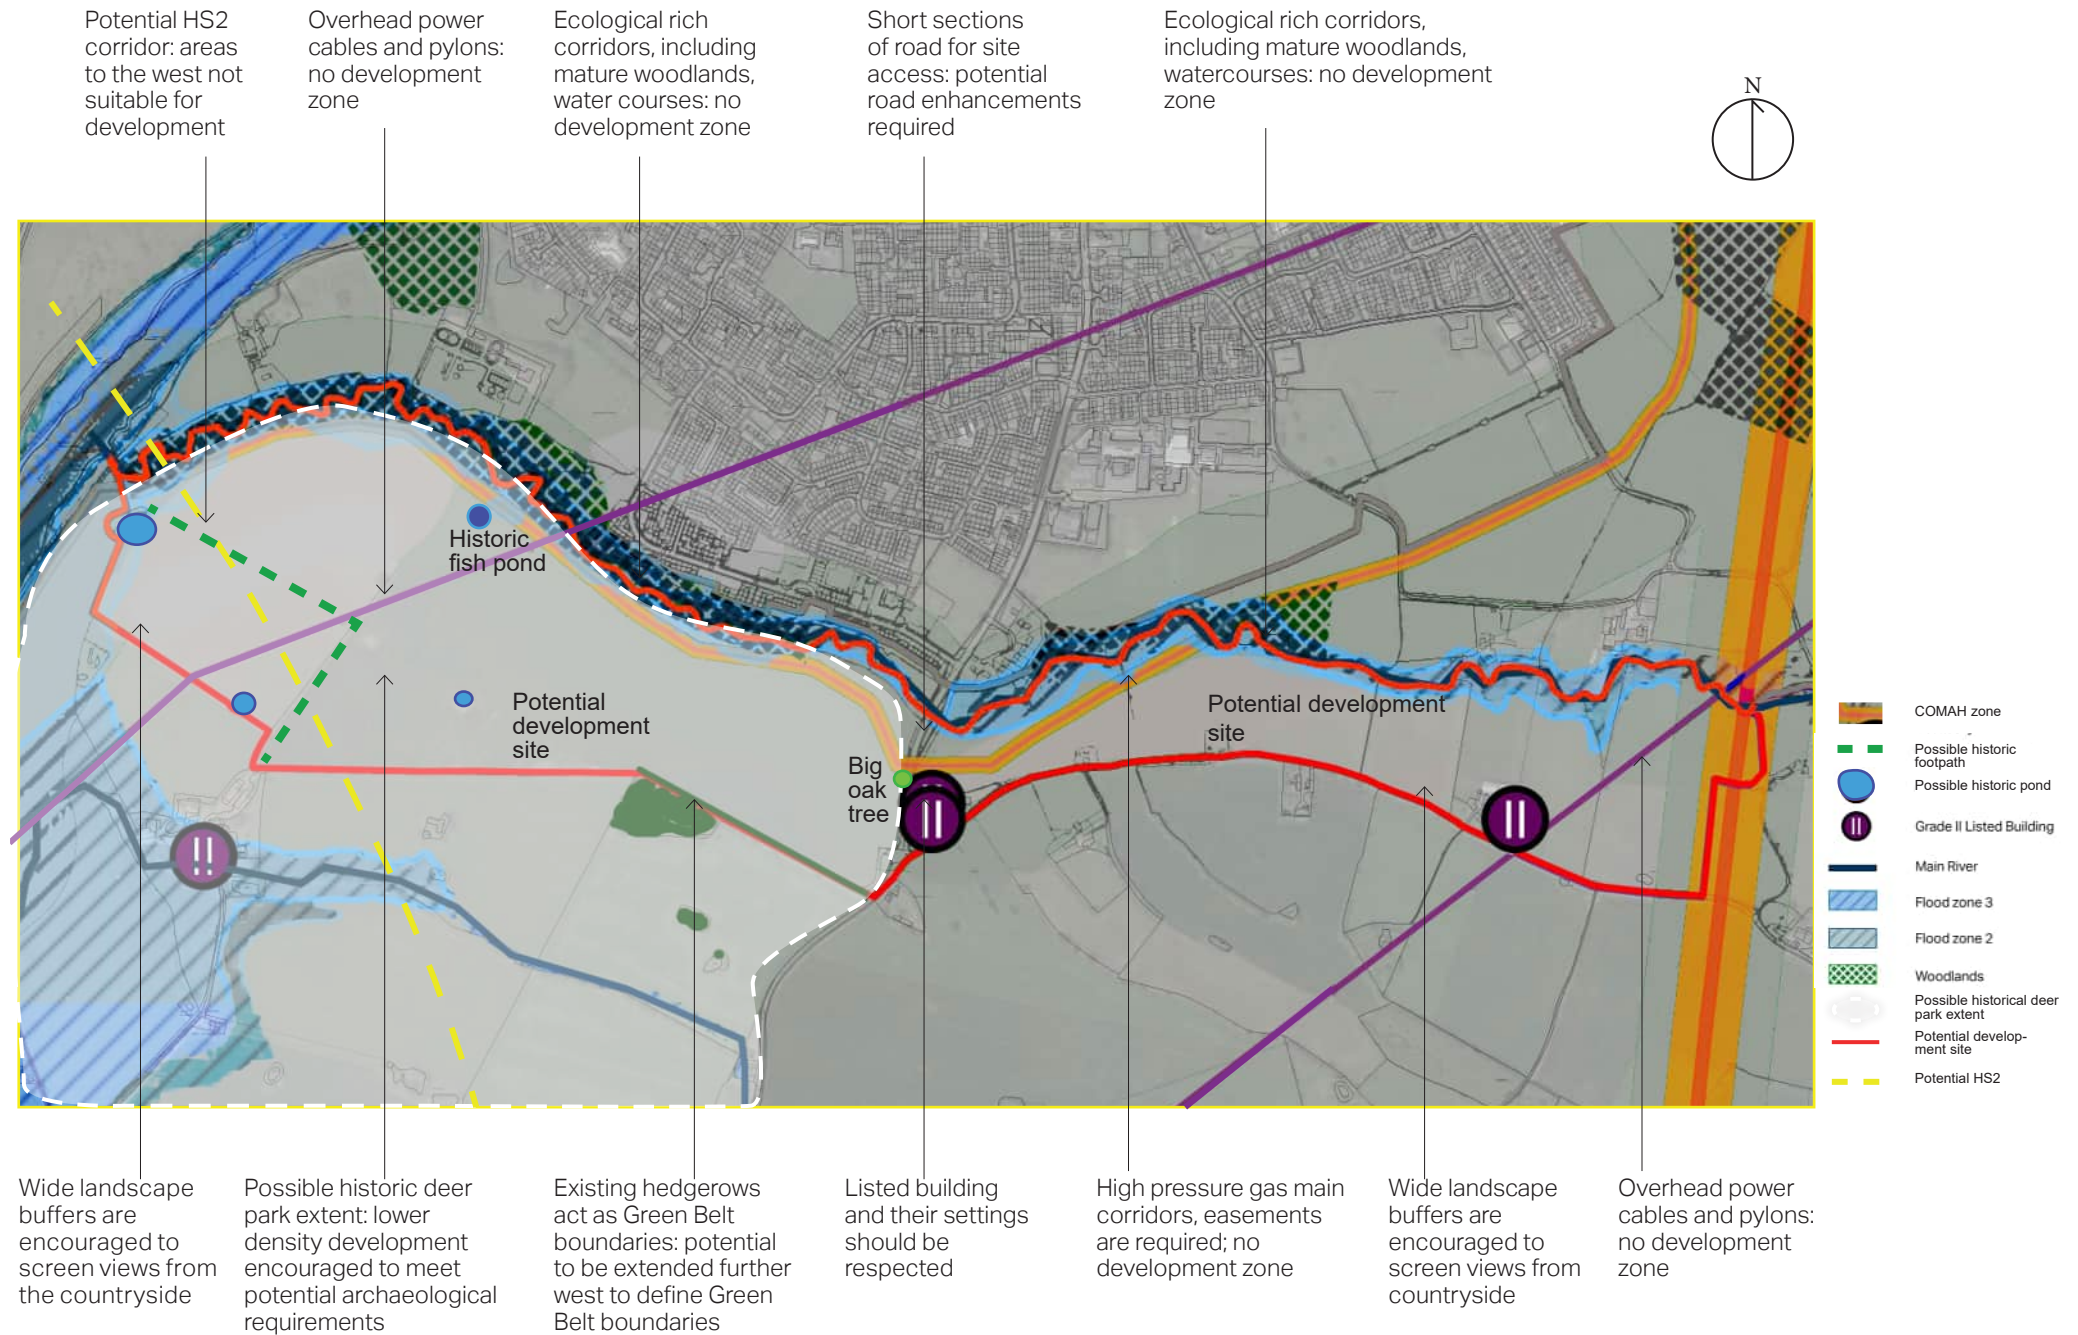 Potential HS2
corridor: areas
to the west not
suitable for
development
Overhead power
cables and pylons:
no development
zone
Ecological rich
corridors, including
mature woodlands,
water courses: no
development zone
Short sections
of road for site
access: potential
road enhancements
required
Ecological rich corridors,
including mature woodlands,
watercourses: no development
zone
N
Historic
fish pond
Potential
development
site
Big
oak
tree
Potential development
site
II
II
II
COMAH zone
Possible historic
footpath
Possible historic pond
II
Grade II Listed Building
Main River
Flood zone 3
Flood zone 2
Woodlands
Possible historical deer
park extent
Potential develop-
ment site
Potential HS2
Wide landscape
buffers are
encouraged to
screen views from
the countryside
Possible historic deer
park extent: lower
density development
encouraged to meet
potential archaeological
requirements
Existing hedgerows
act as Green Belt
boundaries: potential
to be extended further
west to define Green
Belt boundaries
Listed building
and their settings
should be
respected
High pressure gas main
corridors, easements
are required; no
development zone
Wide landscape
buffers are
encouraged to
screen views from
countryside
Overhead power
cables and pylons:
no development
zone